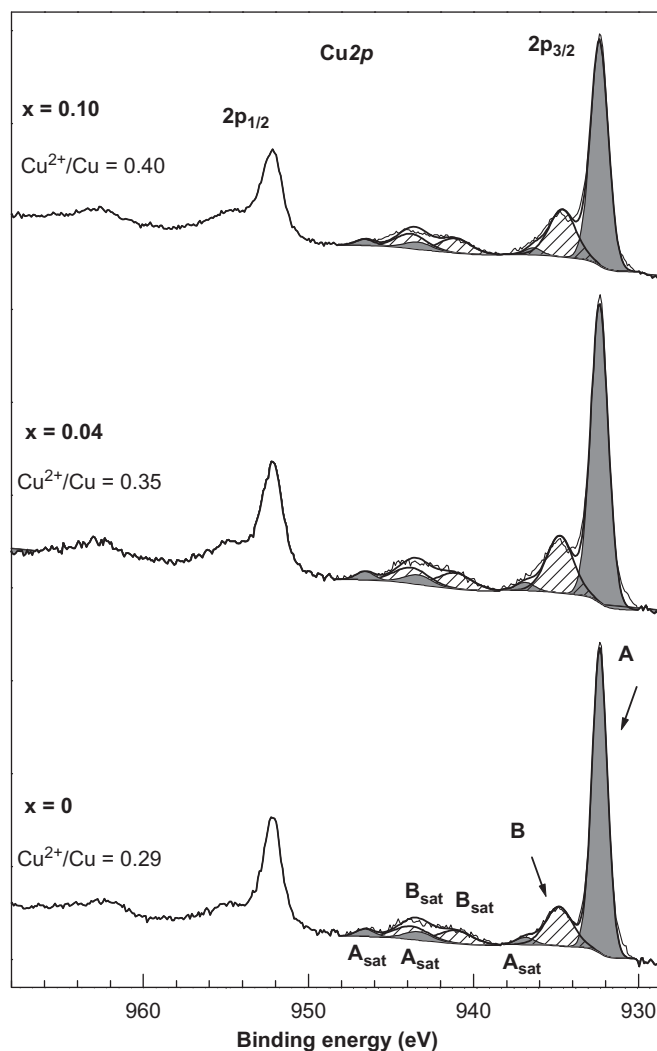 Cu2p
2p3/2
x = 0.10
2p1/2
Cu2+/Cu = 0.40
x = 0.04
Cu2+/Cu = 0.35
A
x = 0
B
Cu2+/Cu = 0.29
Bsat
Bsat
Asat
Asat
Asat
960 950 940 930
Binding energy (eV)